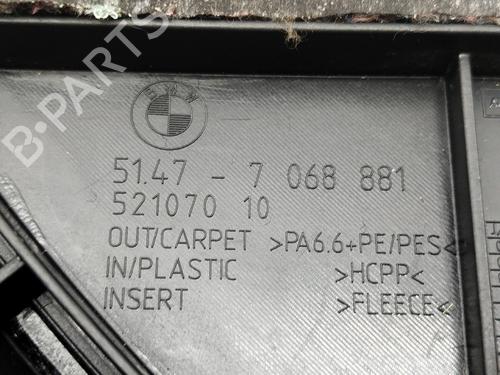 BMW
51.47 - 7 068 881
521070 10
OUT/CARPET >PA6.6+PE/PES<
IN/PLASTIC >HCPP<
INSERT >FLEECE<
B-PARTS